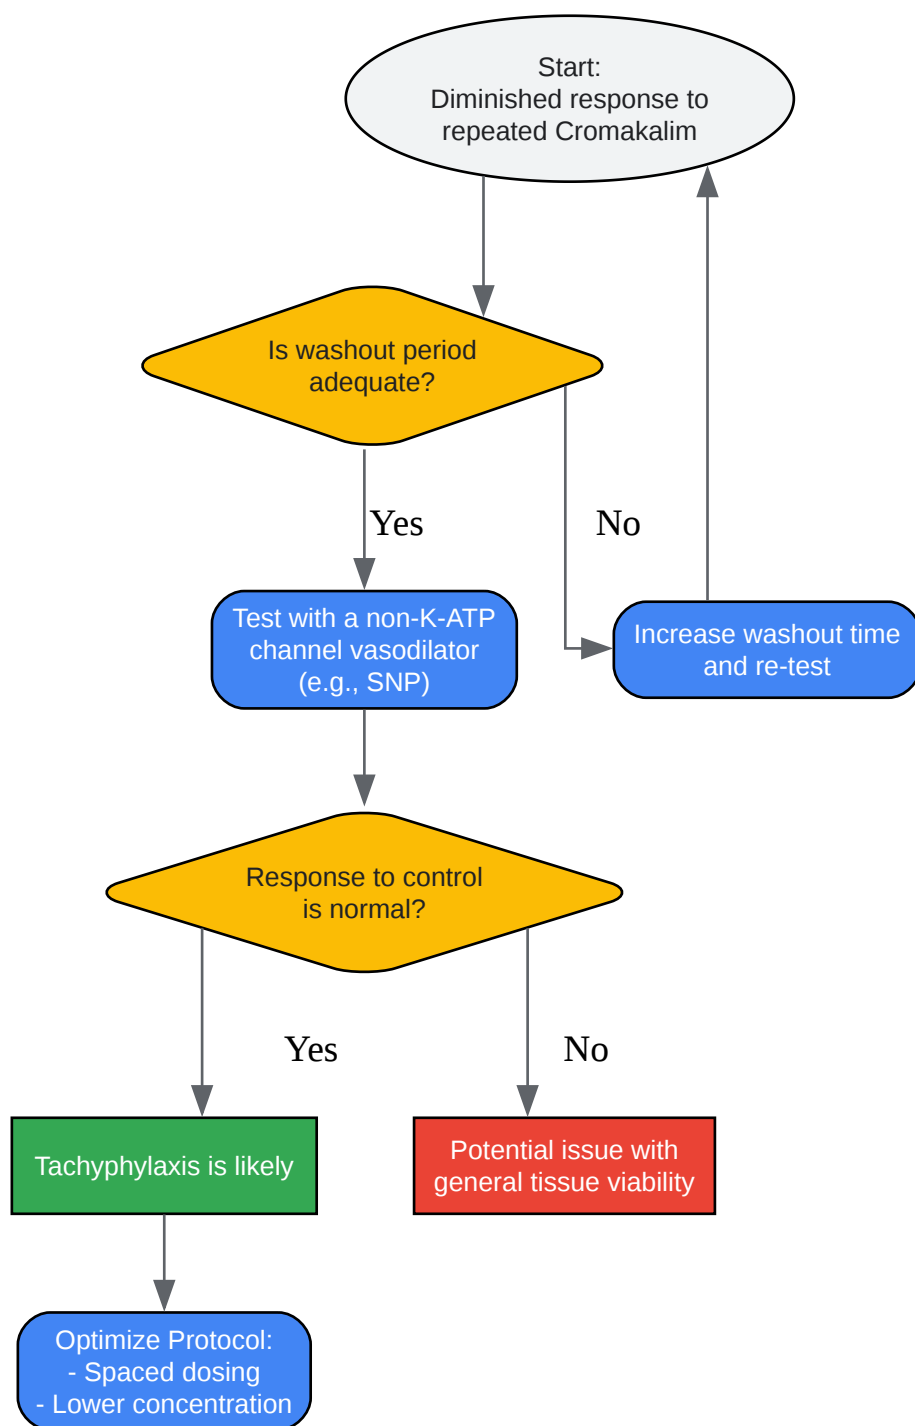 Start:
Diminished response to
repeated Cromakalim
Is washout period
adequate?
Yes
No
Test with a non-K-ATP
channel vasodilator
(e.g., SNP)
Increase washout time
and re-test
Response to control
is normal?
Yes
No
Tachyphylaxis is likely
Potential issue with
general tissue viability
Optimize Protocol:
- Spaced dosing
- Lower concentration